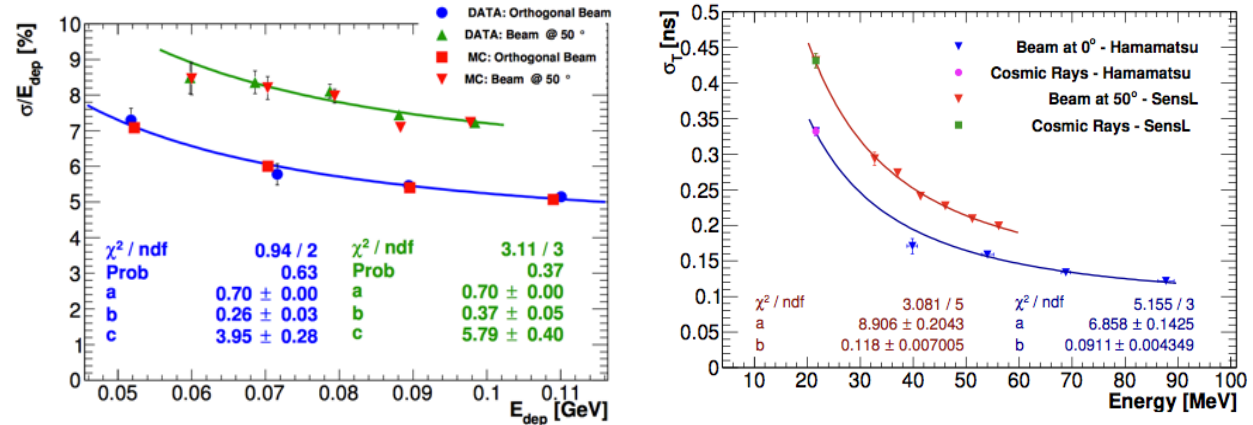 σ/E_dep [%]
10
9
8
7
6
5
4
3
2
1
0
DATA: Orthogonal Beam
DATA: Beam @ 50 °
MC: Orthogonal Beam
MC: Beam @ 50 °
χ² / ndf 0.94 / 2
Prob 0.63
a 0.70 ± 0.00
b 0.26 ± 0.03
c 3.95 ± 0.28
χ² / ndf 3.11 / 3
Prob 0.37
a 0.70 ± 0.00
b 0.37 ± 0.05
c 5.79 ± 0.40
0.05 0.06 0.07 0.08 0.09 0.1 0.11
E_dep [GeV]
σ_T [ns]
0.5
0.45
0.4
0.35
0.3
0.25
0.2
0.15
0.1
0.05
0
Beam at 0° - Hamamatsu
Cosmic Rays - Hamamatsu
Beam at 50° - SensL
Cosmic Rays - SensL
χ² / ndf 3.081 / 5
a 8.906 ± 0.2043
b 0.118 ± 0.007005
χ² / ndf 5.155 / 3
a 6.858 ± 0.1425
b 0.0911 ± 0.004349
10 20 30 40 50 60 70 80 90 100
Energy [MeV]